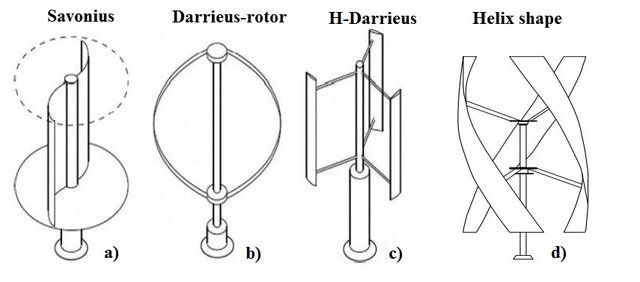 Savonius
Darrieus-rotor
H-Darrieus
Helix shape
a)
b)
c)
d)